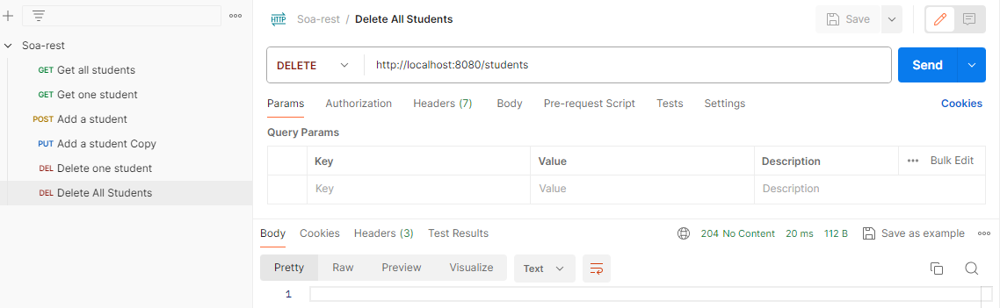 Soa-rest
GET Get all students
GET Get one student
POST Add a student
PUT Add a student Copy
DEL Delete one student
DEL Delete All Students
HTTP Soa-rest / Delete All Students
Save
DELETE http://localhost:8080/students
Send
Params Authorization Headers (7) Body Pre-request Script Tests Settings Cookies
Query Params
Key Value Description Bulk Edit
Key Value Description
Body Cookies Headers (3) Test Results 204 No Content 20 ms 112 B Save as example
Pretty Raw Preview Visualize Text
1